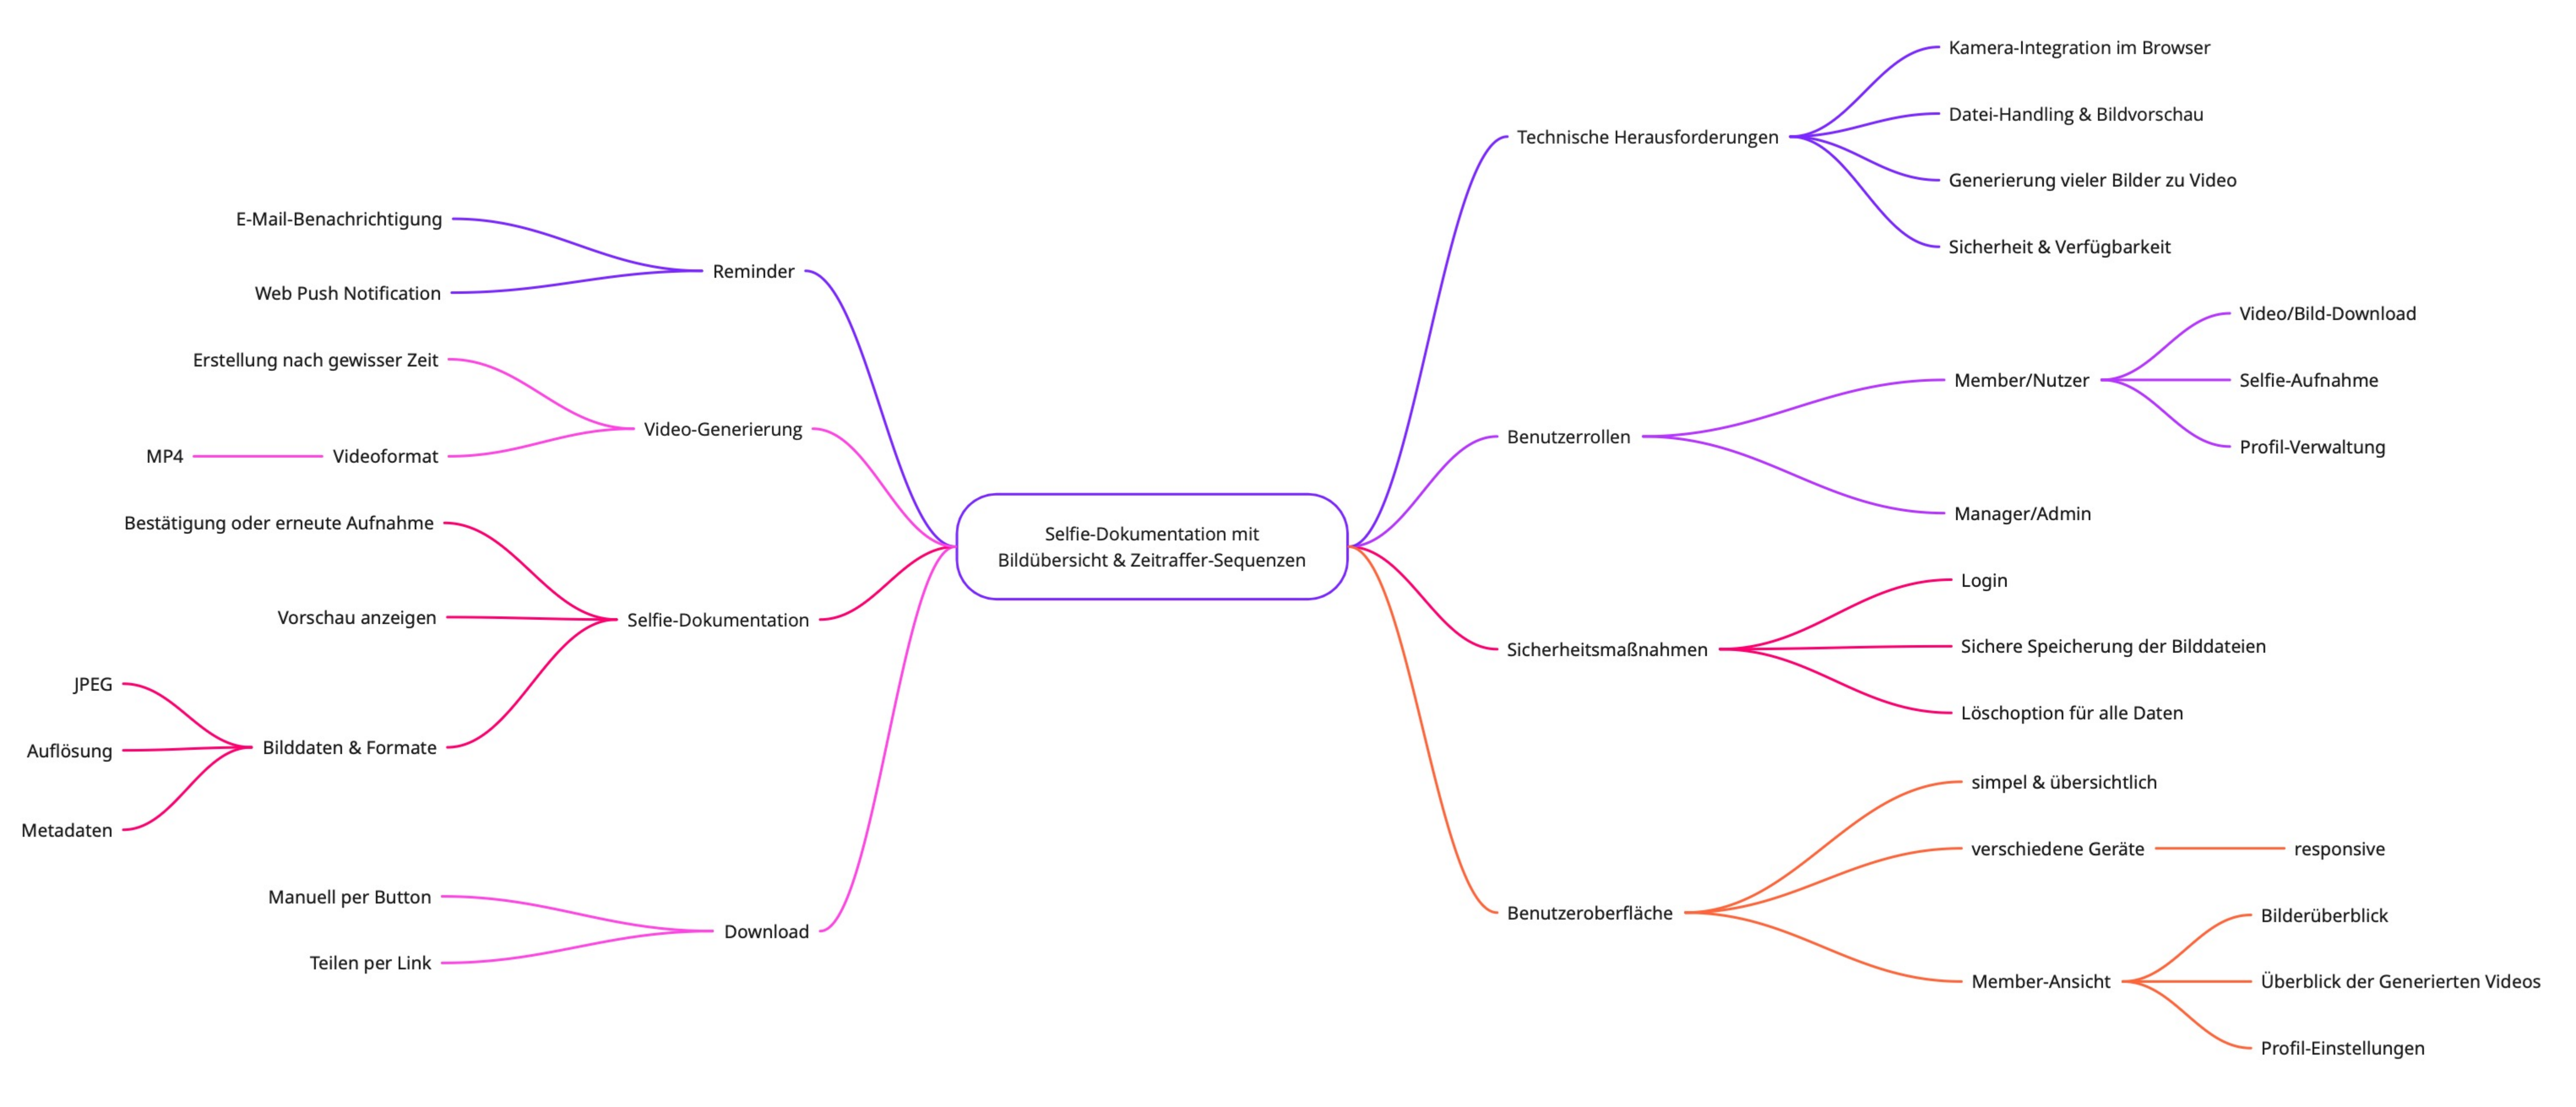 Selfie-Dokumentation mit
Bildübersicht & Zeitraffer-Sequenzen
Reminder
E-Mail-Benachrichtigung
Web Push Notification
Video-Generierung
Erstellung nach gewisser Zeit
Videoformat
MP4
Selfie-Dokumentation
Bestätigung oder erneute Aufnahme
Vorschau anzeigen
Bilddaten & Formate
JPEG
Auflösung
Metadaten
Download
Manuell per Button
Teilen per Link
Technische Herausforderungen
Kamera-Integration im Browser
Datei-Handling & Bildvorschau
Generierung vieler Bilder zu Video
Sicherheit & Verfügbarkeit
Benutzerrollen
Member/Nutzer
Video/Bild-Download
Selfie-Aufnahme
Profil-Verwaltung
Manager/Admin
Sicherheitsmaßnahmen
Login
Sichere Speicherung der Bilddateien
Löschoption für alle Daten
Benutzeroberfläche
simpel & übersichtlich
verschiedene Geräte
responsive
Member-Ansicht
Bilderüberblick
Überblick der Generierten Videos
Profil-Einstellungen